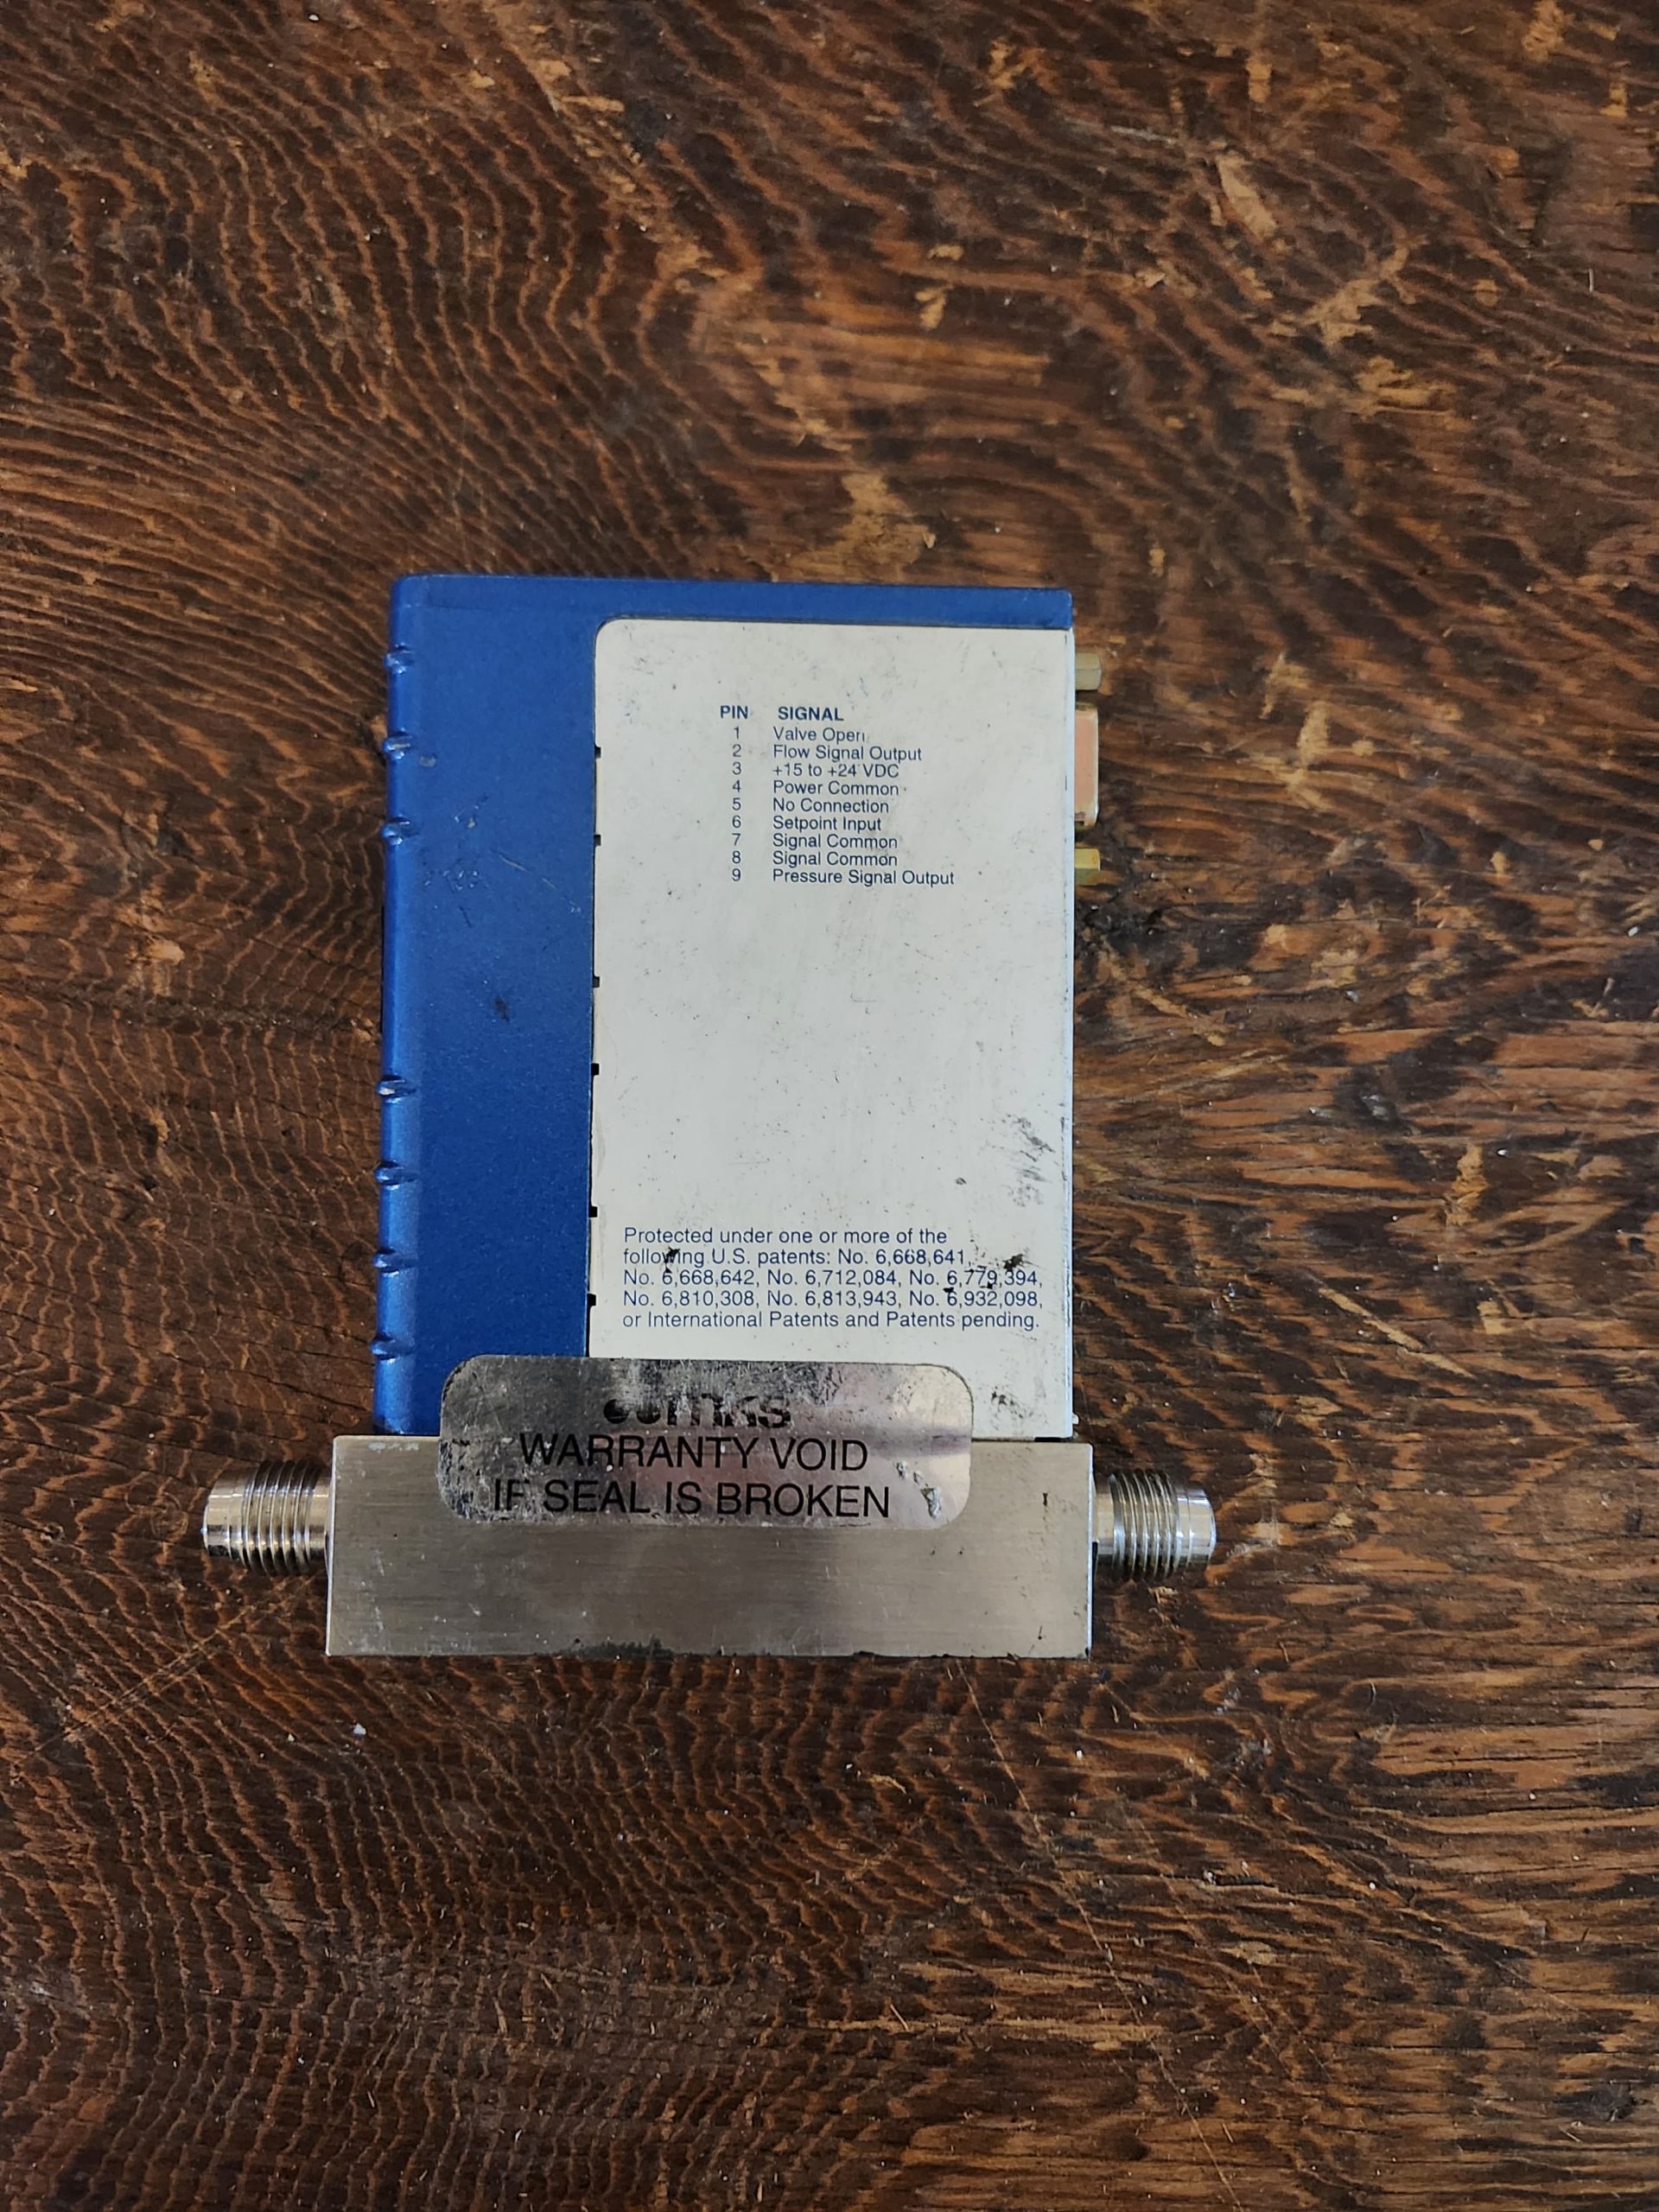 PIN SIGNAL
1 Valve Open
2 Flow Signal Output
3 +15 to +24 VDC
4 Power Common
5 No Connection
6 Setpoint Input
7 Signal Common
8 Signal Common
9 Pressure Signal Output
Protected under one or more of the
following U.S. patents: No. 6,668,641,
No. 6,668,642, No. 6,712,084, No. 6,779,394,
No. 6,810,308, No. 6,813,943, No. 6,932,098,
or International Patents and Patents pending.
mks
WARRANTY VOID
IF SEAL IS BROKEN